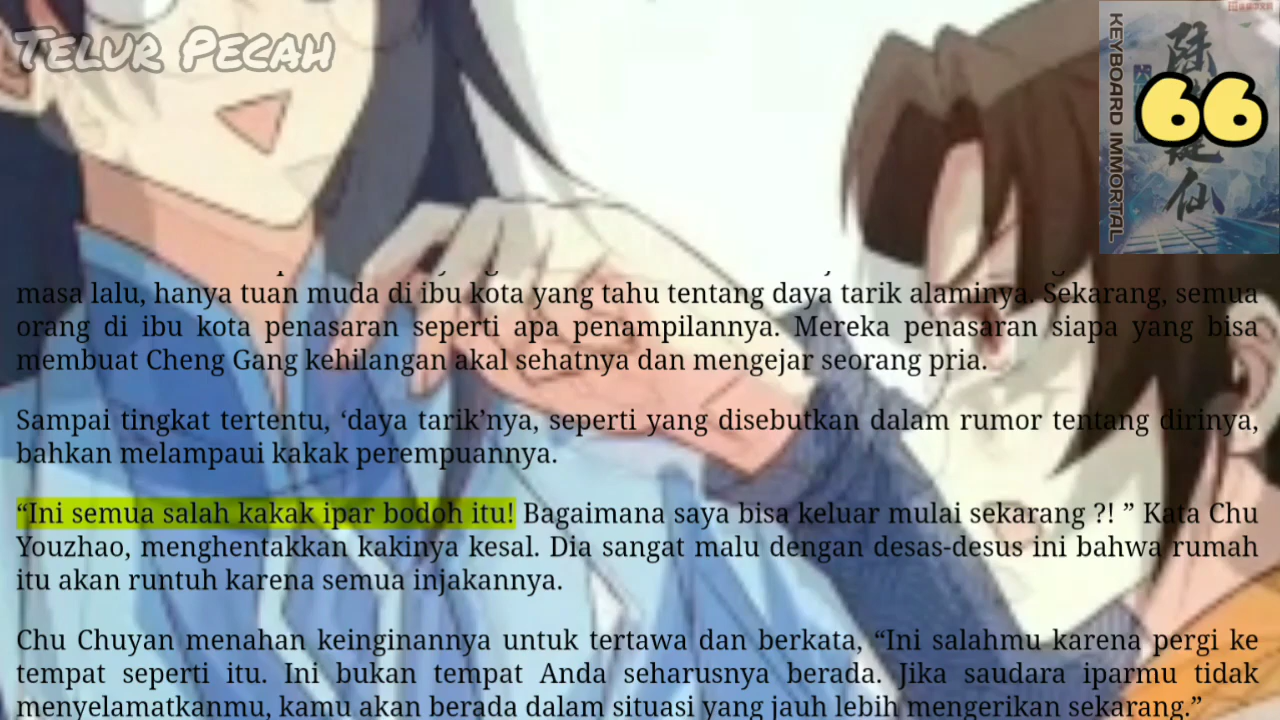 Telur Pecah
KEYBOARD IMMORTAL
66
masa lalu, hanya tuan muda di ibu kota yang tahu tentang daya tarik alaminya. Sekarang, semua
orang di ibu kota penasaran seperti apa penampilannya. Mereka penasaran siapa yang bisa
membuat Cheng Gang kehilangan akal sehatnya dan mengejar seorang pria.
Sampai tingkat tertentu, ‘daya tarik’nya, seperti yang disebutkan dalam rumor tentang dirinya,
bahkan melampaui kakak perempuannya.
“Ini semua salah kakak ipar bodoh itu! Bagaimana saya bisa keluar mulai sekarang ?! ” Kata Chu
Youzhao, menghentakkan kakinya kesal. Dia sangat malu dengan desas-desus ini bahwa rumah
itu akan runtuh karena semua injakannya.
Chu Chuyan menahan keinginannya untuk tertawa dan berkata, “Ini salahmu karena pergi ke
tempat seperti itu. Ini bukan tempat Anda seharusnya berada. Jika saudara iparmu tidak
menyelamatkanmu, kamu akan berada dalam situasi yang jauh lebih mengerikan sekarang.”